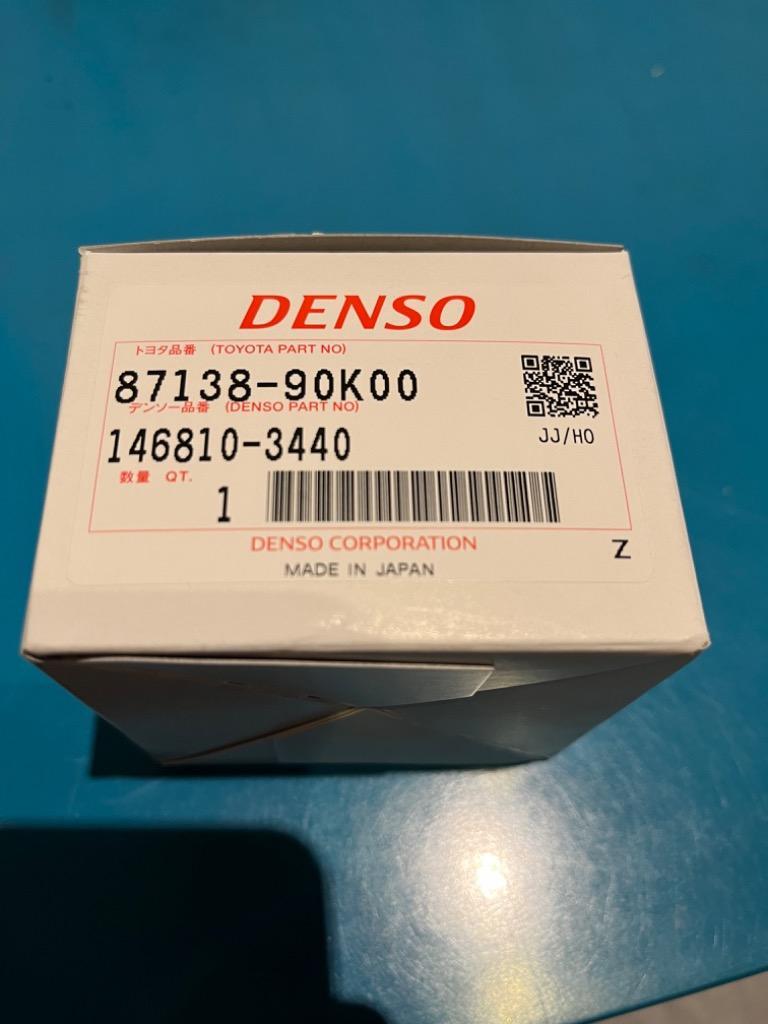 DENSO
トヨタ品番 (TOYOTA PART NO)
87138-90K00
デンソー品番 (DENSO PART NO)
146810-3440
JJ/HO
数量 QT.
1
DENSO CORPORATION
Z
MADE IN JAPAN